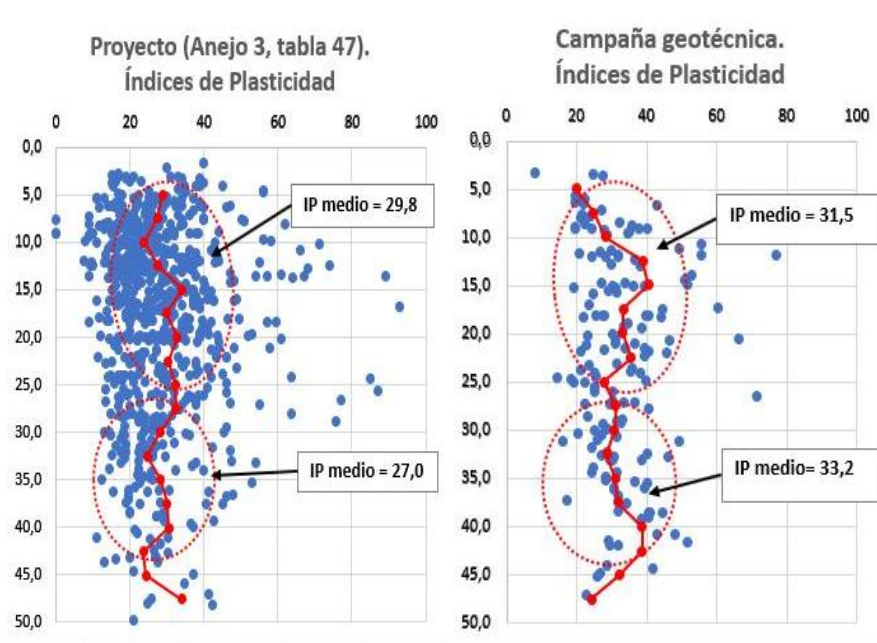 Proyecto (Anejo 3, tabla 47).
Índices de Plasticidad
0 20 40 60 80 100
0,0
5,0
10,0
15,0
20,0
25,0
30,0
35,0
40,0
45,0
50,0
IP medio = 29,8
IP medio = 27,0
Campaña geotécnica.
Índices de Plasticidad
0 20 40 60 80 100
0,0
5,0
10,0
15,0
20,0
25,0
30,0
35,0
40,0
45,0
50,0
IP medio = 31,5
IP medio= 33,2